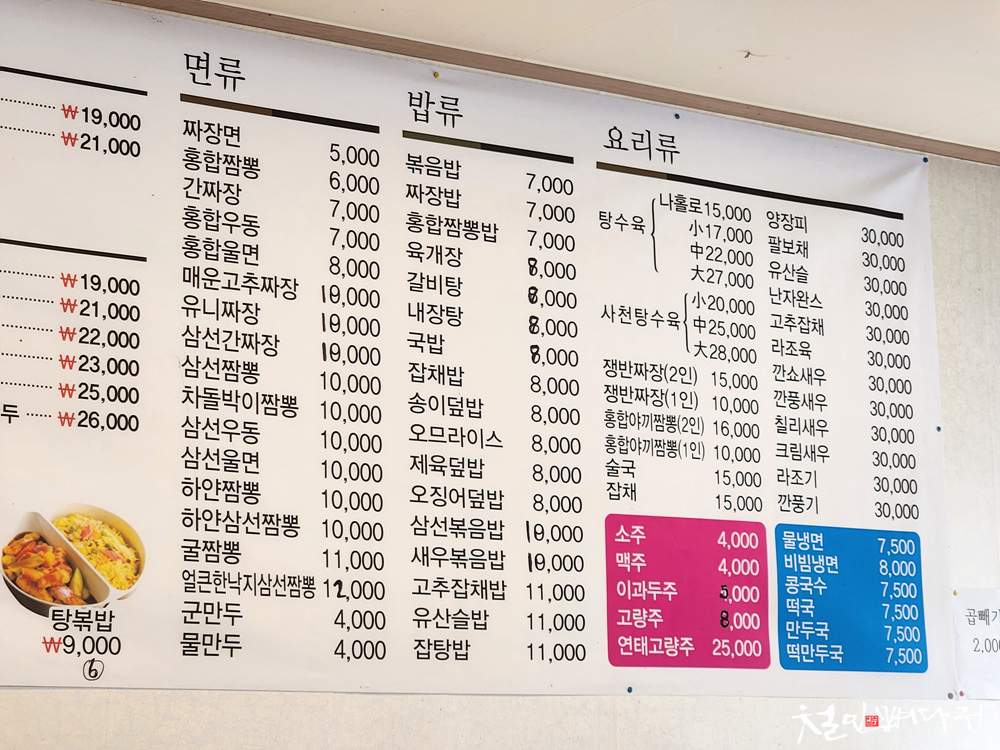 ₩19,000
₩21,000
₩19,000
₩21,000
₩22,000
₩23,000
₩25,000
두 ₩26,000
탕볶밥
₩9,000
⑥
면류
짜장면 5,000
홍합짬뽕 6,000
간짜장 7,000
홍합우동 7,000
홍합울면 8,000
매운고추짜장 10,000
유니짜장 10,000
삼선간짜장 10,000
삼선짬뽕 10,000
차돌박이짬뽕 10,000
삼선우동 10,000
삼선울면 10,000
하얀짬뽕 10,000
하얀삼선짬뽕 10,000
굴짬뽕 11,000
얼큰한낙지삼선짬뽕 12,000
군만두 4,000
물만두 4,000
밥류
볶음밥 7,000
짜장밥 7,000
홍합짬뽕밥 7,000
육개장 8,000
갈비탕 8,000
내장탕 8,000
국밥 8,000
잡채밥 8,000
송이덮밥 8,000
오므라이스 8,000
제육덮밥 8,000
오징어덮밥 8,000
삼선볶음밥 10,000
새우볶음밥 10,000
고추잡채밥 11,000
유산슬밥 11,000
잡탕밥 11,000
요리류
탕수육 나홀로15,000
小17,000
中22,000
大27,000
사천탕수육 小20,000
中25,000
大28,000
쟁반짜장(2인) 15,000
쟁반짜장(1인) 10,000
홍합야끼짬뽕(2인) 16,000
홍합야끼짬뽕(1인) 10,000
술국 15,000
잡채 15,000
양장피 30,000
팔보채 30,000
유산슬 30,000
난자완스 30,000
고추잡채 30,000
라조육 30,000
깐쇼새우 30,000
깐풍새우 30,000
칠리새우 30,000
크림새우 30,000
라조기 30,000
깐풍기 30,000
소주 4,000
맥주 4,000
이과두주 5,000
고량주 8,000
연태고량주 25,000
물냉면 7,500
비빔냉면 8,000
콩국수 7,500
떡국 7,500
만두국 7,500
떡만두국 7,500
곱빼기
2,000